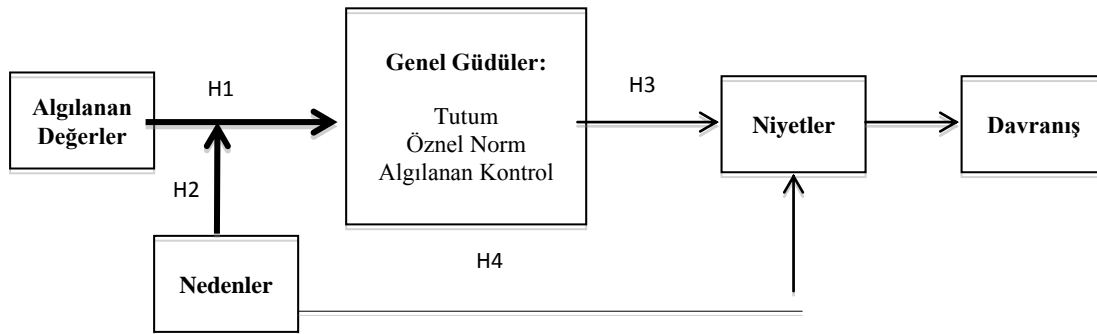 Algılanan
Değerler
H1
H2
Nedenler
Genel Güdüler:
Tutum
Öznel Norm
Algılanan Kontrol
H3
H4
Niyetler
Davranış